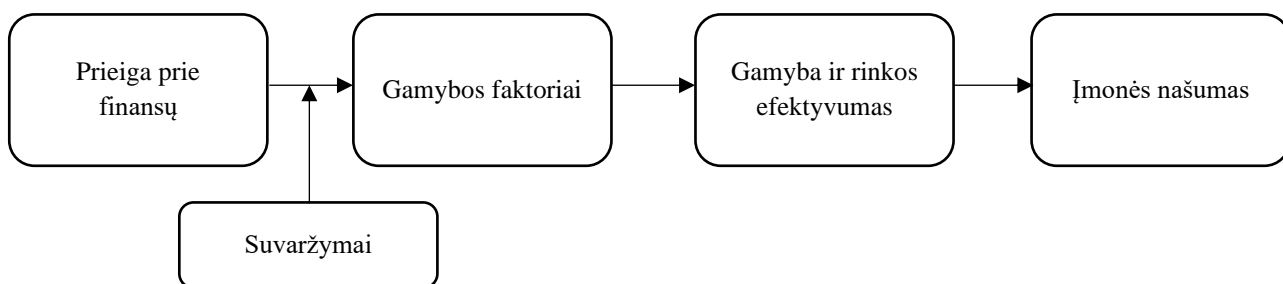 Prieiga prie
finansų
Gamybos faktoriai
Gamyba ir rinkos
efektyvumas
Įmonės našumas
Suvaržymai